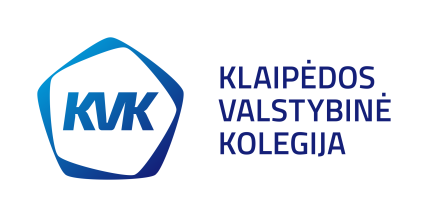 KVK
KLAIPĖDOS
VALSTYBINĖ
KOLEGIJA